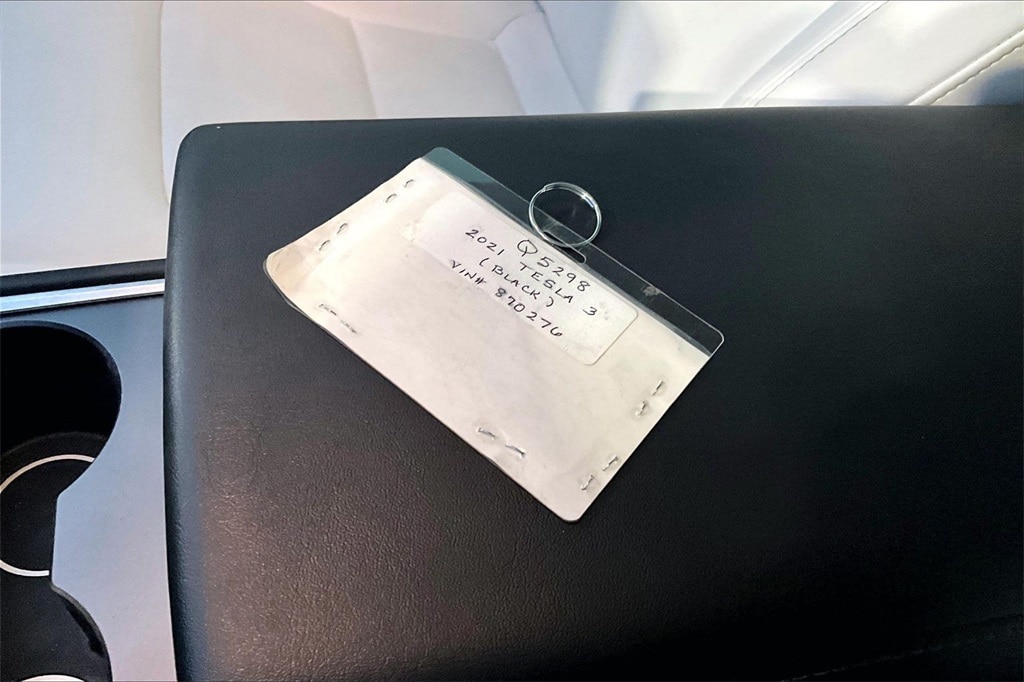 Q5298
2021 TESLA 3
(BLACK)
VIN# 870276